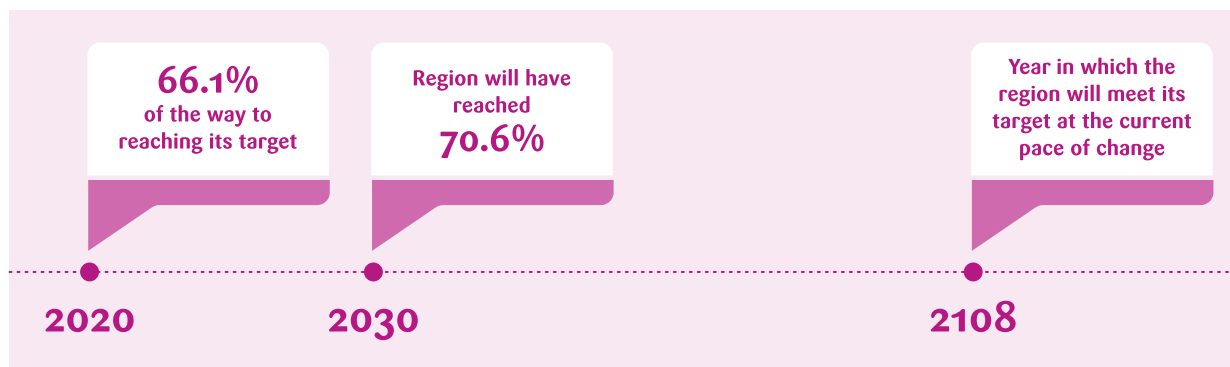 66.1%
of the way to
reaching its target
Region will have
reached
70.6%
Year in which the
region will meet its
target at the current
pace of change
2020
2030
2108